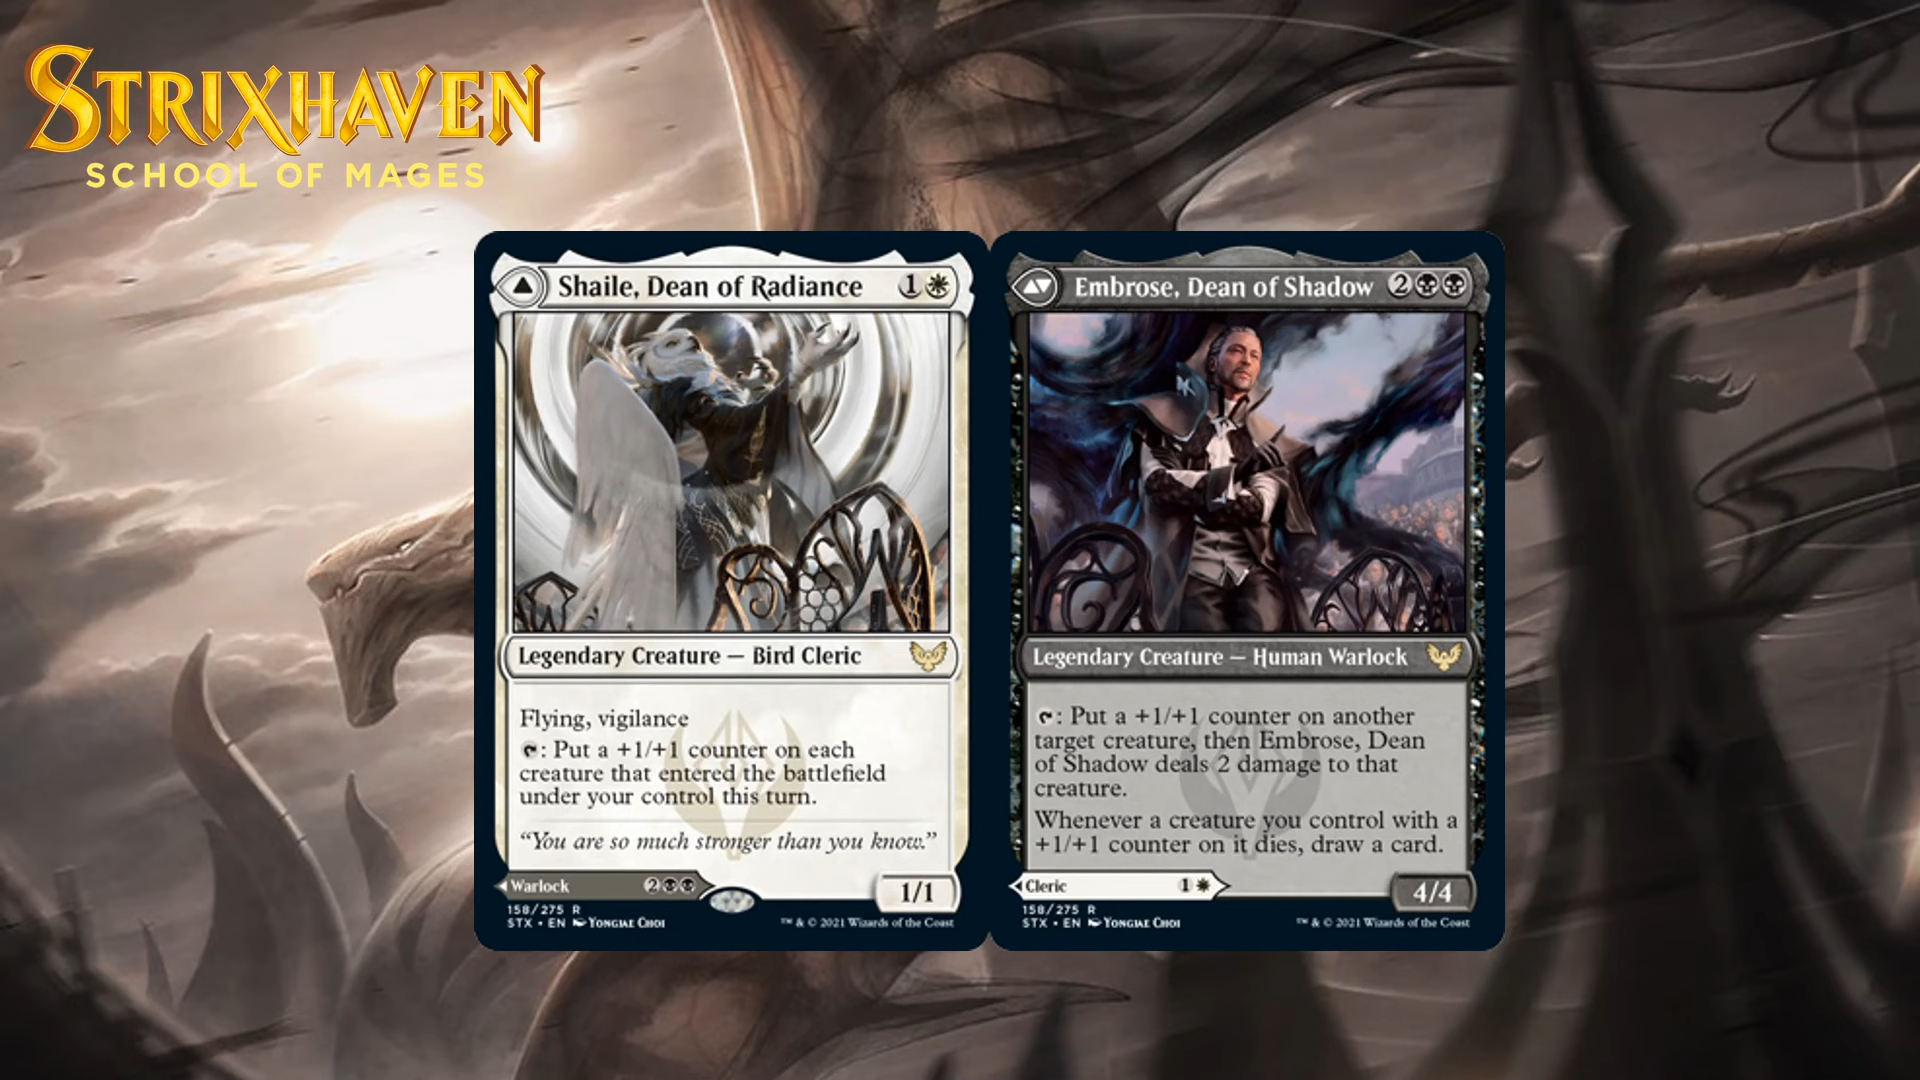 STRIXHAVEN
SCHOOL OF MAGES
Shaile, Dean of Radiance 1
Legendary Creature — Bird Cleric
Flying, vigilance
: Put a +1/+1 counter on each
creature that entered the battlefield
under your control this turn.
“You are so much stronger than you know.”
Warlock 2
1/1
158/275 R
STX • EN YONGJAE CHOI
™ & © 2021 Wizards of the Coast
Embrose, Dean of Shadow 2
Legendary Creature — Human Warlock
: Put a +1/+1 counter on another
target creature, then Embrose, Dean
of Shadow deals 2 damage to that
creature.
Whenever a creature you control with a
+1/+1 counter on it dies, draw a card.
Cleric 1
4/4
158/275 R
STX • EN YONGJAE CHOI
™ & © 2021 Wizards of the Coast